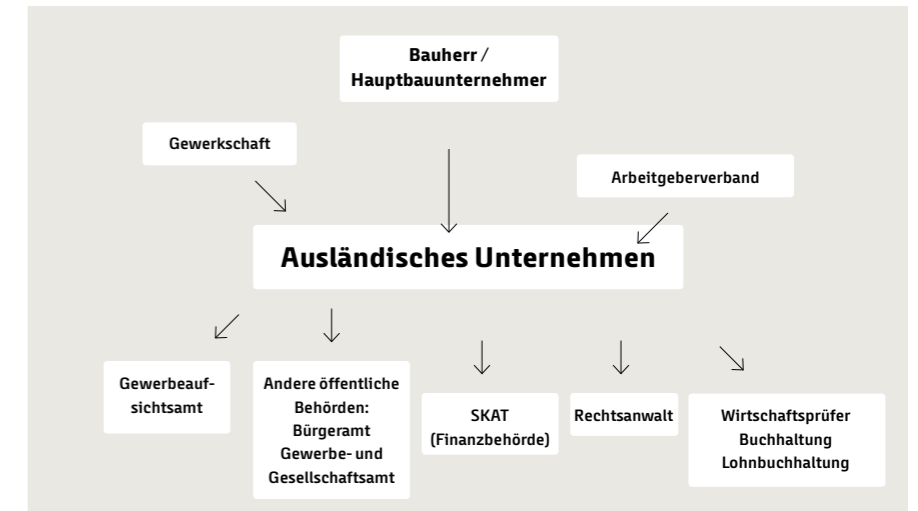 Bauherr /
Hauptbauunternehmer
Gewerkschaft
Arbeitgeberverband
Ausländisches Unternehmen
Gewerbeauf-
sichtsamt
Andere öffentliche
Behörden:
Bürgeramt
Gewerbe- und
Gesellschaftsamt
SKAT
(Finanzbehörde)
Rechtsanwalt
Wirtschaftsprüfer
Buchhaltung
Lohnbuchhaltung